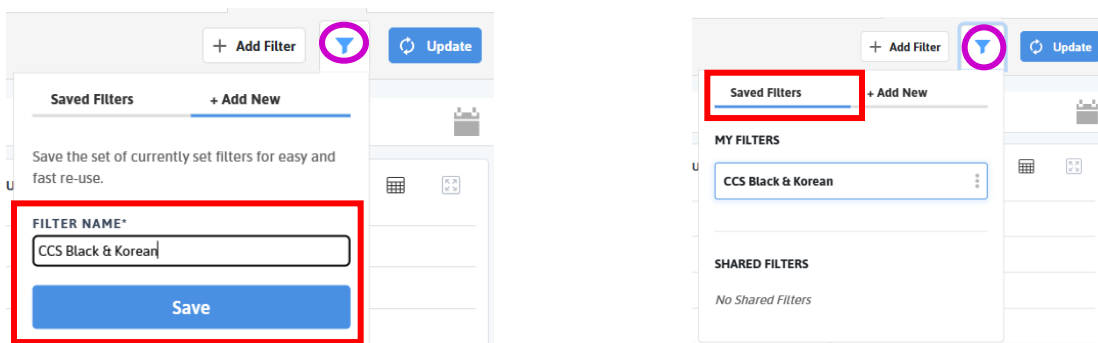 + Add Filter
Update
Saved Filters
+ Add New
Save the set of currently set filters for easy and
fast re-use.
U
FILTER NAME*
CCS Black & Korean
Save
+ Add Filter
Update
Saved Filters
+ Add New
MY FILTERS
U
CCS Black & Korean
SHARED FILTERS
No Shared Filters